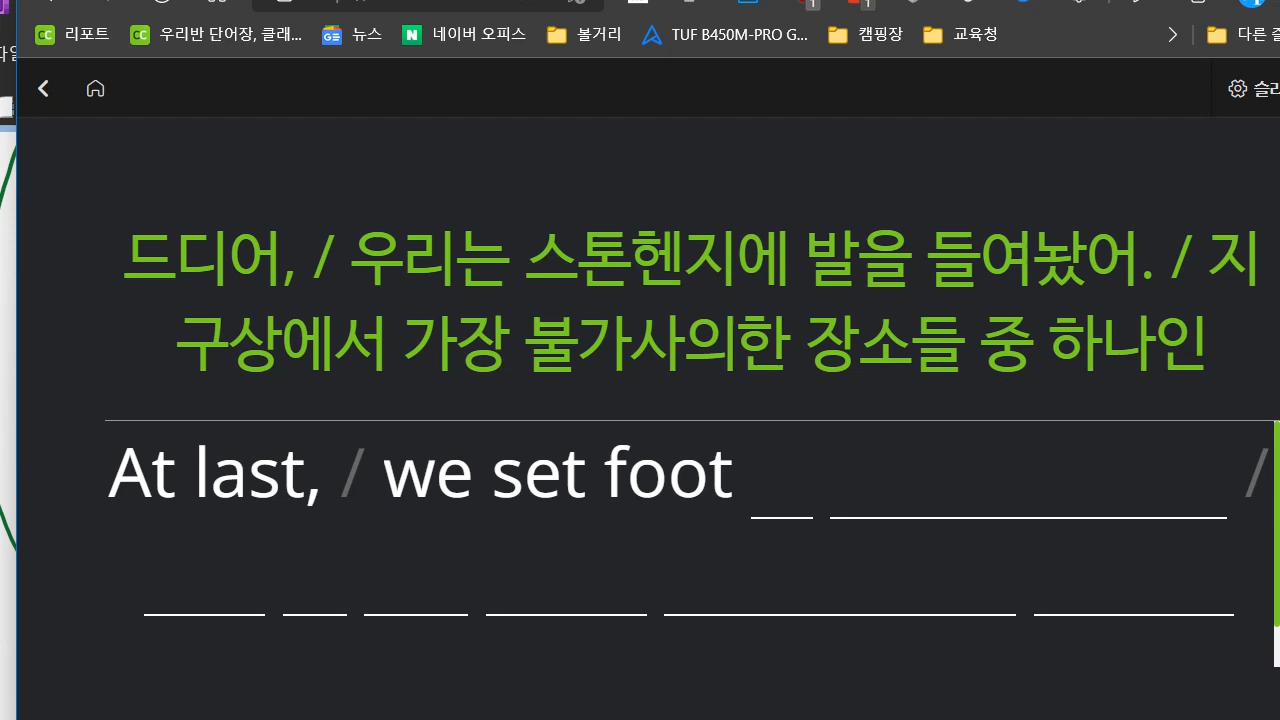 리포트 우리반 단어장, 클래... 뉴스 네이버 오피스 볼거리 TUF B450M-PRO G... 캠핑장 교육청
드디어, / 우리는 스톤헨지에 발을 들여놨어. / 지
구상에서 가장 불가사의한 장소들 중 하나인
At last, / we set foot /